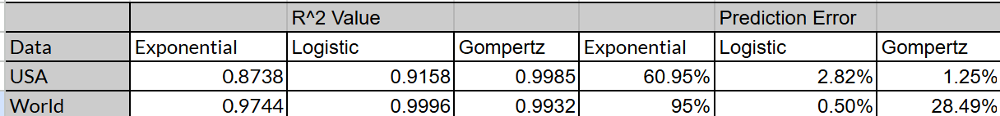 R^2 Value Prediction Error
Data Exponential Logistic Gompertz Exponential Logistic Gompertz
USA 0.8738 0.9158 0.9985 60.95% 2.82% 1.25%
World 0.9744 0.9996 0.9932 95% 0.50% 28.49%